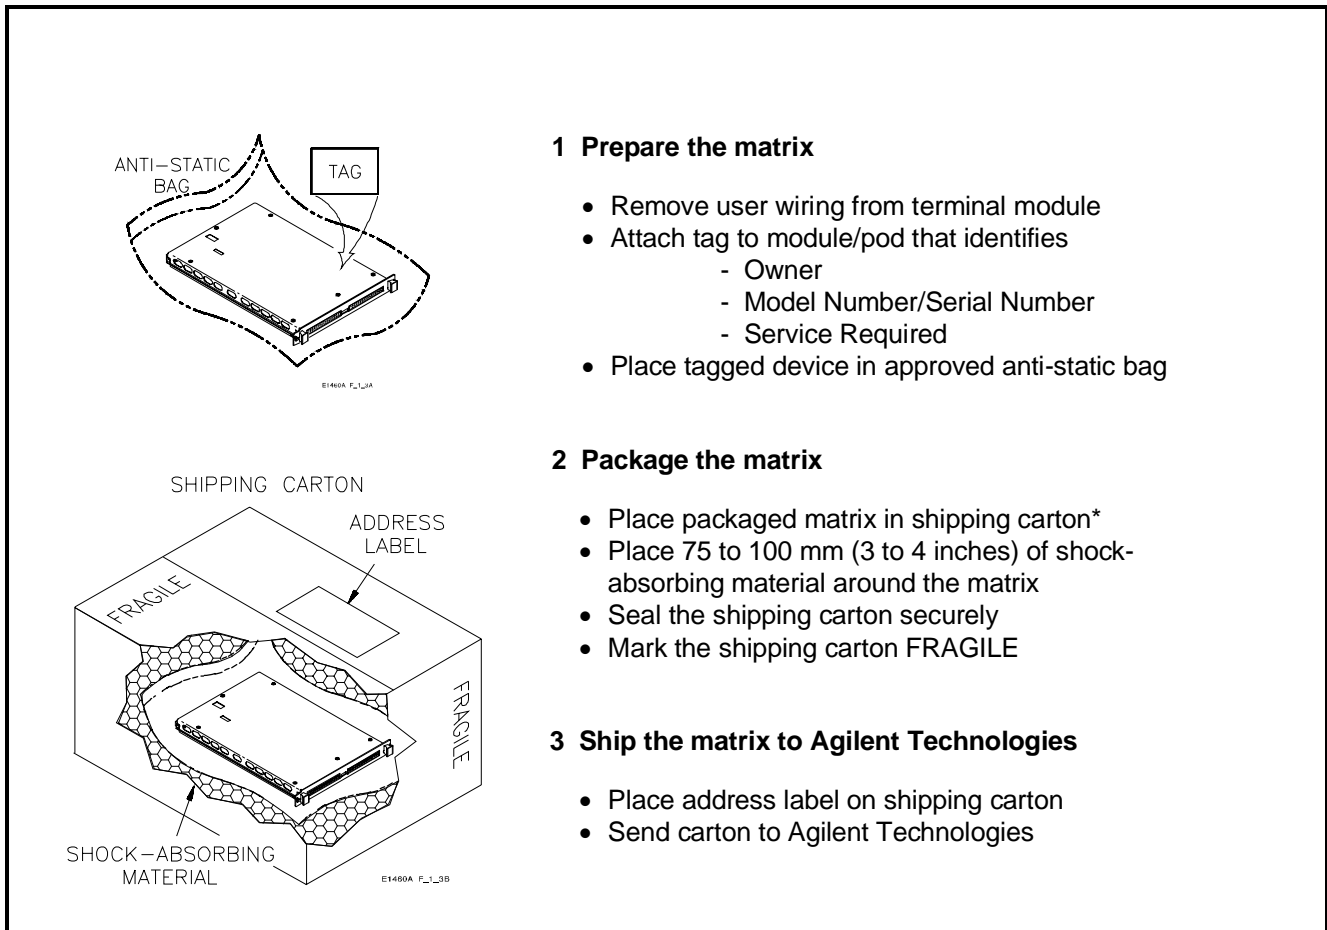 ANTI-STATIC
BAG
TAG
E1460A F_1_3A
1 Prepare the matrix
• Remove user wiring from terminal module
• Attach tag to module/pod that identifies
- Owner
- Model Number/Serial Number
- Service Required
• Place tagged device in approved anti-static bag
SHIPPING CARTON
ADDRESS
LABEL
FRAGILE
FRAGILE
SHOCK-ABSORBING
MATERIAL
E1460A F_1_3B
2 Package the matrix
• Place packaged matrix in shipping carton*
• Place 75 to 100 mm (3 to 4 inches) of shock-
absorbing material around the matrix
• Seal the shipping carton securely
• Mark the shipping carton FRAGILE
3 Ship the matrix to Agilent Technologies
• Place address label on shipping carton
• Send carton to Agilent Technologies